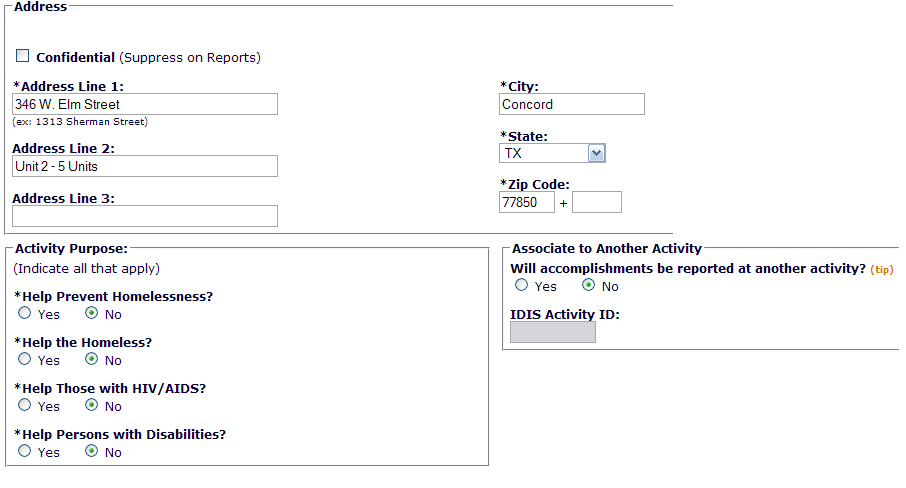 Address
Confidential (Suppress on Reports)
*Address Line 1:
346 W. Elm Street
(ex: 1313 Sherman Street)
Address Line 2:
Unit 2 - 5 Units
Address Line 3:
*City:
Concord
*State:
TX
*Zip Code:
77850 +
Activity Purpose:
(Indicate all that apply)
*Help Prevent Homelessness?
Yes No
*Help the Homeless?
Yes No
*Help Those with HIV/AIDS?
Yes No
*Help Persons with Disabilities?
Yes No
Associate to Another Activity
Will accomplishments be reported at another activity? (tip)
Yes No
IDIS Activity ID: